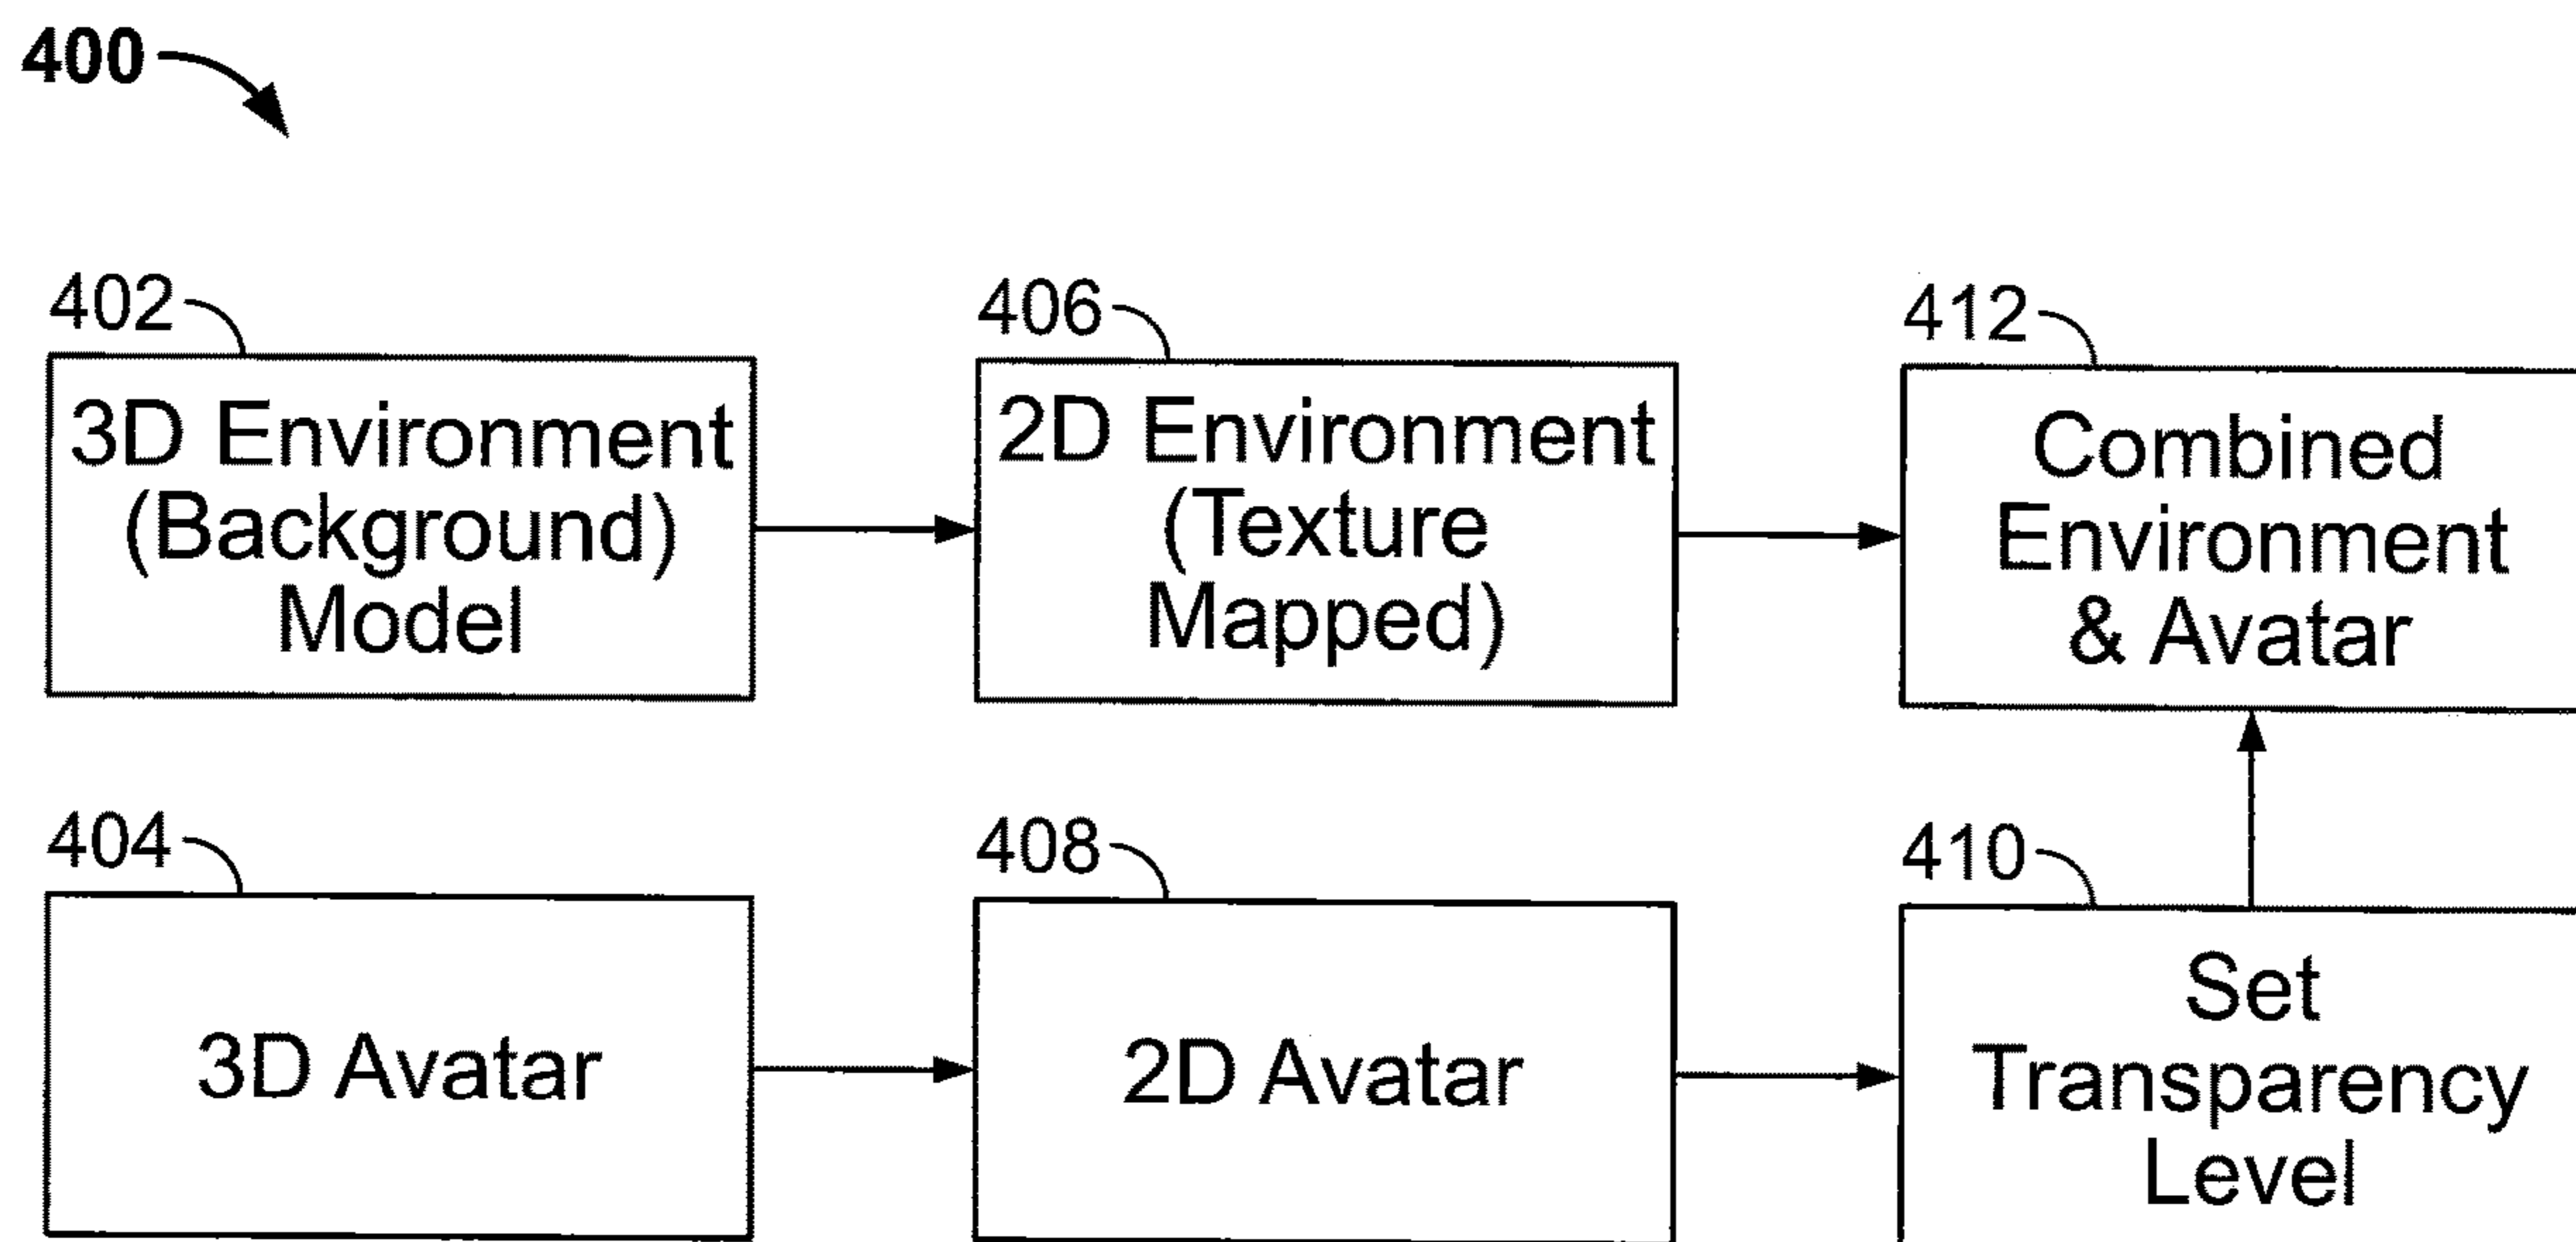 400
402
3D Environment
(Background)
Model
406
2D Environment
(Texture
Mapped)
412
Combined
Environment
& Avatar
404
3D Avatar
408
2D Avatar
410
Set
Transparency
Level